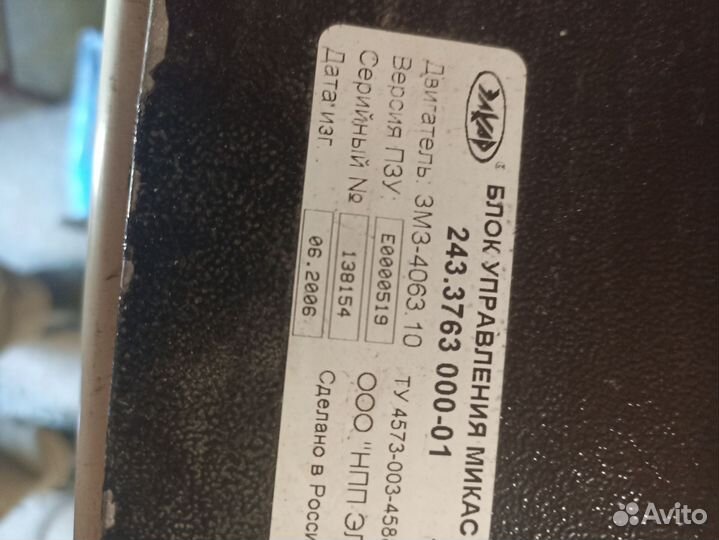 ЭЛКАР
БЛОК УПРАВЛЕНИЯ МИКАС
243.3763 000-01
Двигатель: ЗМЗ-4063.10 ТУ 4573-003-458
Версия ПЗУ: E0000519 ООО "НПП ЭЛ
Серийный № 138154 Сделано в Росси
Дата изг. 06.2006
Avito